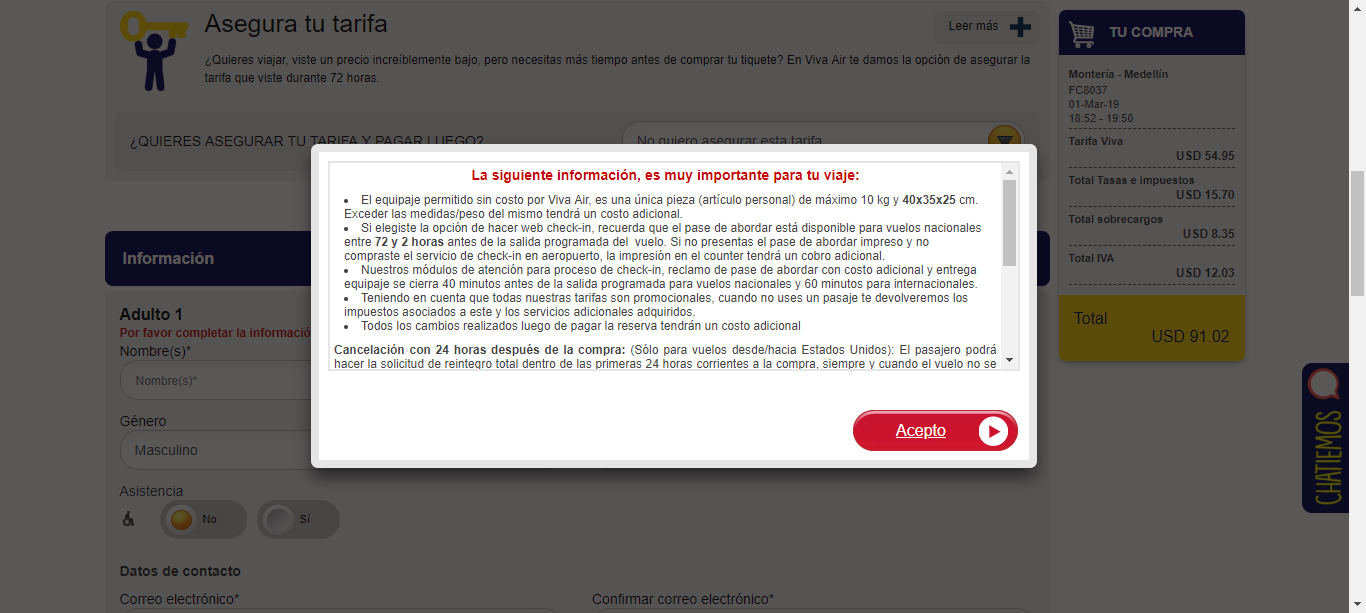 Asegura tu tarifa
Leer más
¿Quieres viajar, viste un precio increíblemente bajo, pero necesitas más tiempo antes de comprar tu tiquete? En Viva Air te damos la opción de asegurar la
tarifa que viste durante 72 horas.
¿QUIERES ASEGURAR TU TARIFA Y PAGAR LUEGO?
No quiero asegurar esta tarifa
La siguiente información, es muy importante para tu viaje:
• El equipaje permitido sin costo por Viva Air, es una única pieza (artículo personal) de máximo 10 kg y 40x35x25 cm.
Exceder las medidas/peso del mismo tendrá un costo adicional.
• Si elegiste la opción de hacer web check-in, recuerda que el pase de abordar está disponible para vuelos nacionales
entre 72 y 2 horas antes de la salida programada del vuelo. Si no presentas el pase de abordar impreso y no
compraste el servicio de check-in en aeropuerto, la impresión en el counter tendrá un cobro adicional.
• Nuestros módulos de atención para proceso de check-in, reclamo de pase de abordar con costo adicional y entrega
equipaje se cierra 40 minutos antes de la salida programada para vuelos nacionales y 60 minutos para internacionales.
• Teniendo en cuenta que todas nuestras tarifas son promocionales, cuando no uses un pasaje te devolveremos los
impuestos asociados a este y los servicios adicionales adquiridos.
• Todos los cambios realizados luego de pagar la reserva tendrán un costo adicional
Cancelación con 24 horas después de la compra: (Sólo para vuelos desde/hacia Estados Unidos): El pasajero podrá
hacer la solicitud de reintegro total dentro de las primeras 24 horas corrientes a la compra, siempre y cuando el vuelo no se
Acepto
Información
Adulto 1
Por favor completar la informació
Nombre(s)*
Nombre(s)*
Género
Masculino
Asistencia
No
Sí
Datos de contacto
Correo electrónico*
Confirmar correo electrónico*
TU COMPRA
Montería - Medellín
FC8037
01-Mar-19
18:52 - 19:50
Tarifa Viva
USD 54.95
Total Tasas e impuestos
USD 15.70
Total sobrecargos
USD 8.35
Total IVA
USD 12.03
Total
USD 91.02
CHATIEMOS